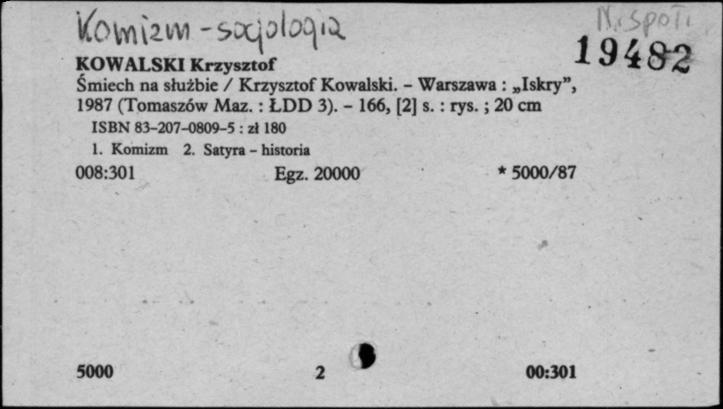 Komizm - socjologia
N. społ.
19482
KOWALSKI Krzysztof
Śmiech na służbie / Krzysztof Kowalski. – Warszawa : „Iskry”,
1987 (Tomaszów Maz. : ŁDD 3). – 166, [2] s. : rys. ; 20 cm
ISBN 83-207-0809-5 : zł 180
1. Komizm 2. Satyra – historia
008:301 Egz. 20000 * 5000/87
5000 2 00:301